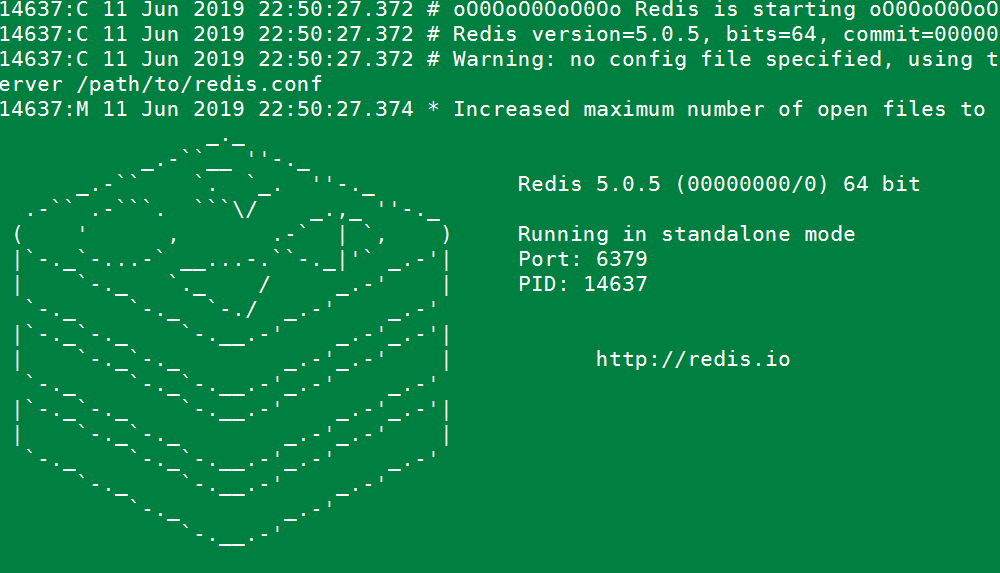 14637:C 11 Jun 2019 22:50:27.372 # oO0OoO0OoO0Oo Redis is starting oO0OoO0OoO
14637:C 11 Jun 2019 22:50:27.372 # Redis version=5.0.5, bits=64, commit=00000
14637:C 11 Jun 2019 22:50:27.372 # Warning: no config file specified, using t
erver /path/to/redis.conf
14637:M 11 Jun 2019 22:50:27.374 * Increased maximum number of open files to
Redis 5.0.5 (00000000/0) 64 bit
Running in standalone mode
Port: 6379
PID: 14637
http://redis.io